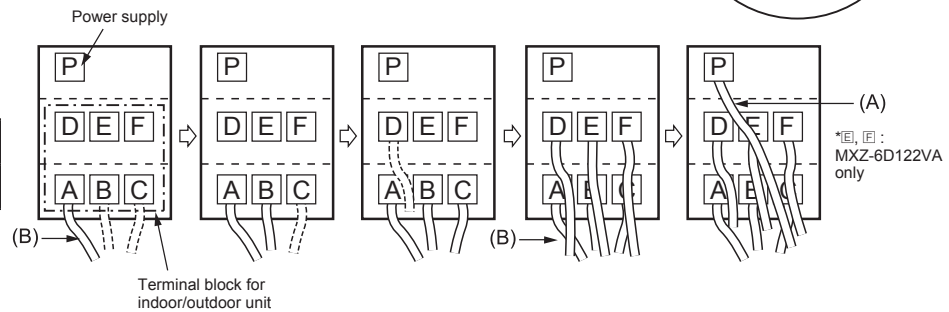 Power supply
P P P P P
D E F D E F D E F D E F D E F
(A)
*E, F :
MXZ-6D122VA
only
A B C A B C A B C A B C A B C
(B) (B)
Terminal block for
indoor/outdoor unit